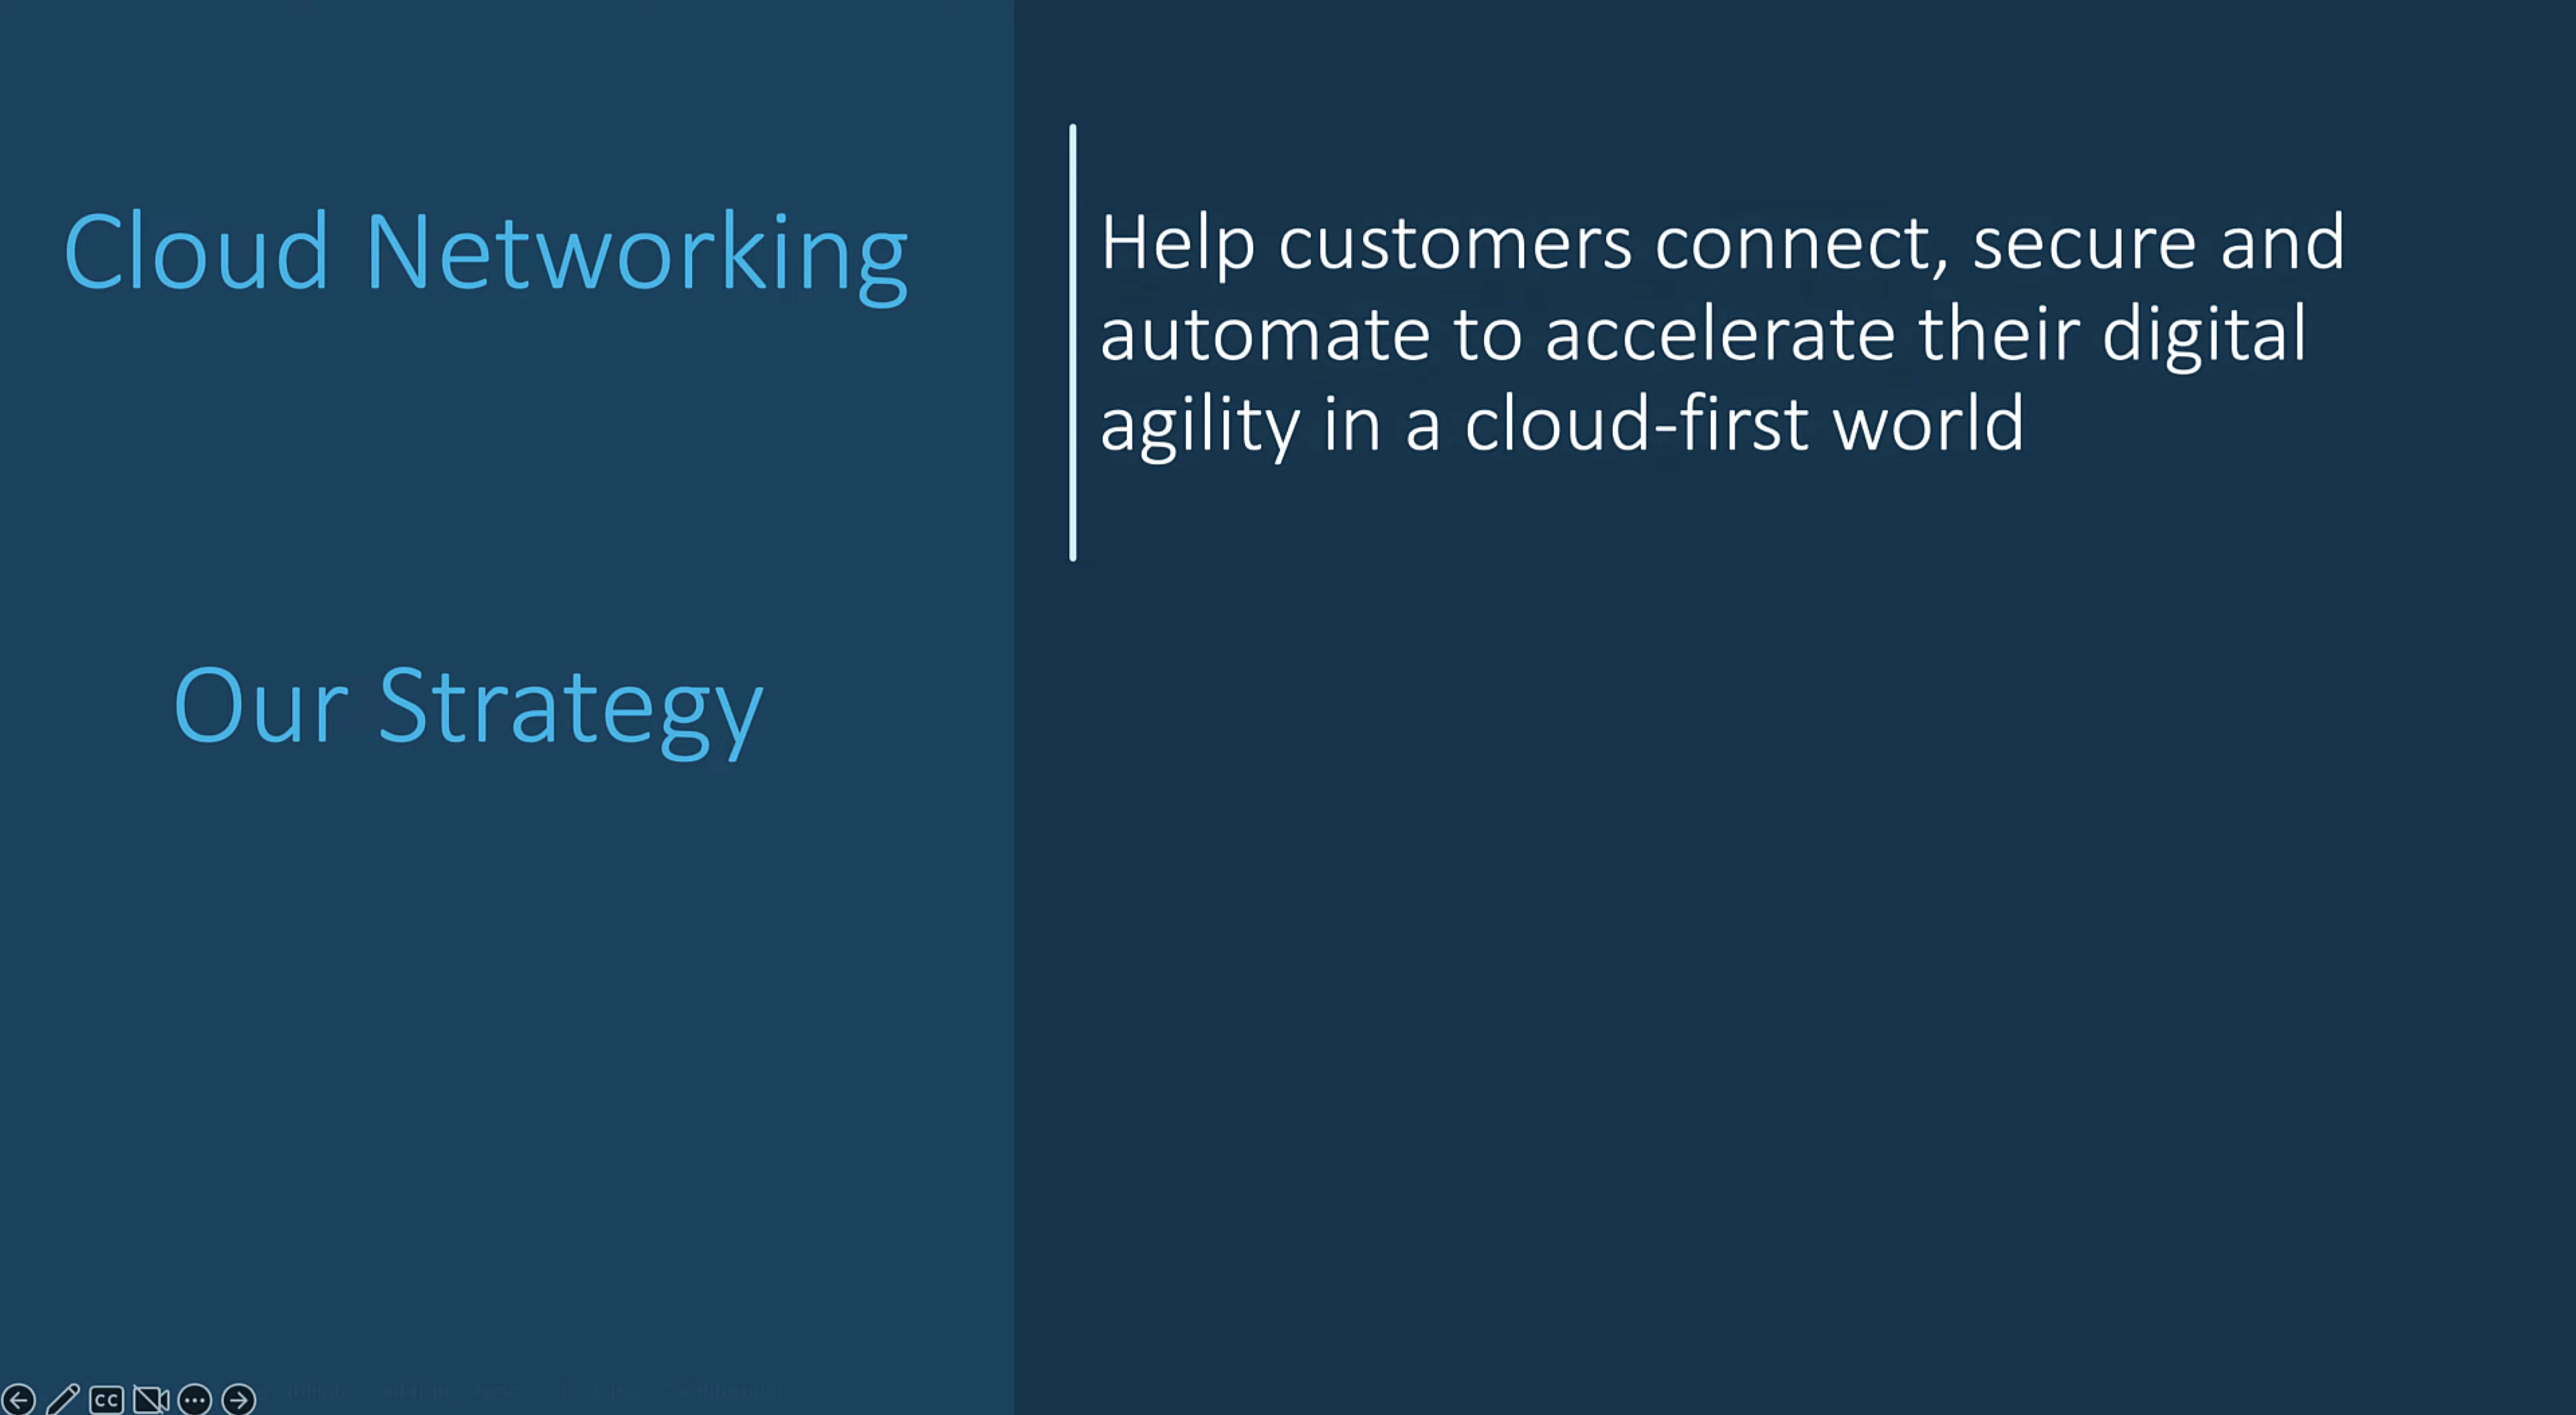 Cloud Networking
Help customers connect, secure and
automate to accelerate their digital
agility in a cloud-first world
Our Strategy
CC